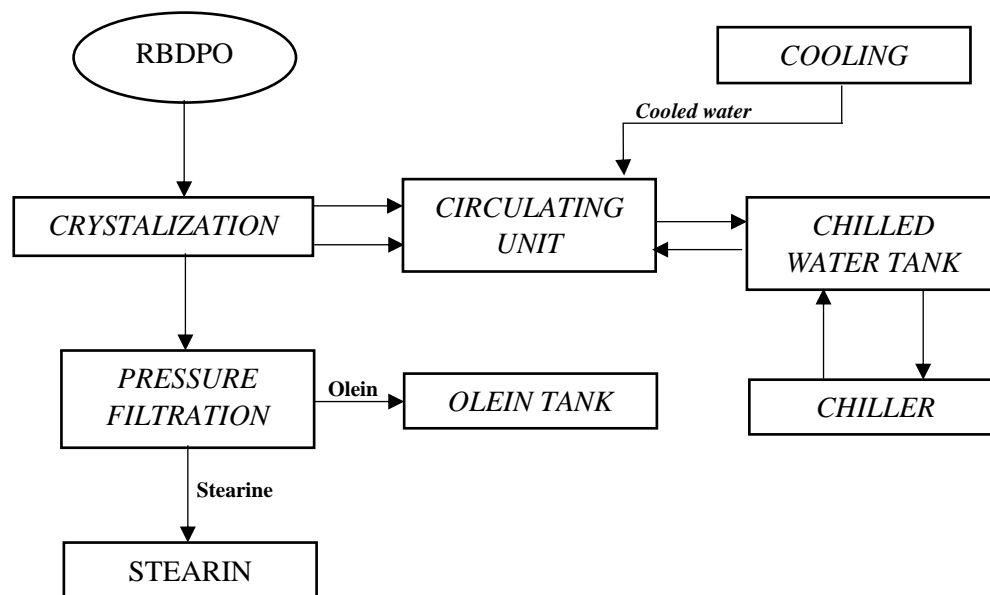 RBDPO
COOLING
Cooled water
CRYSTALIZATION
CIRCULATING
UNIT
CHILLED
WATER TANK
PRESSURE
FILTRATION
Olein
OLEIN TANK
CHILLER
Stearine
STEARIN